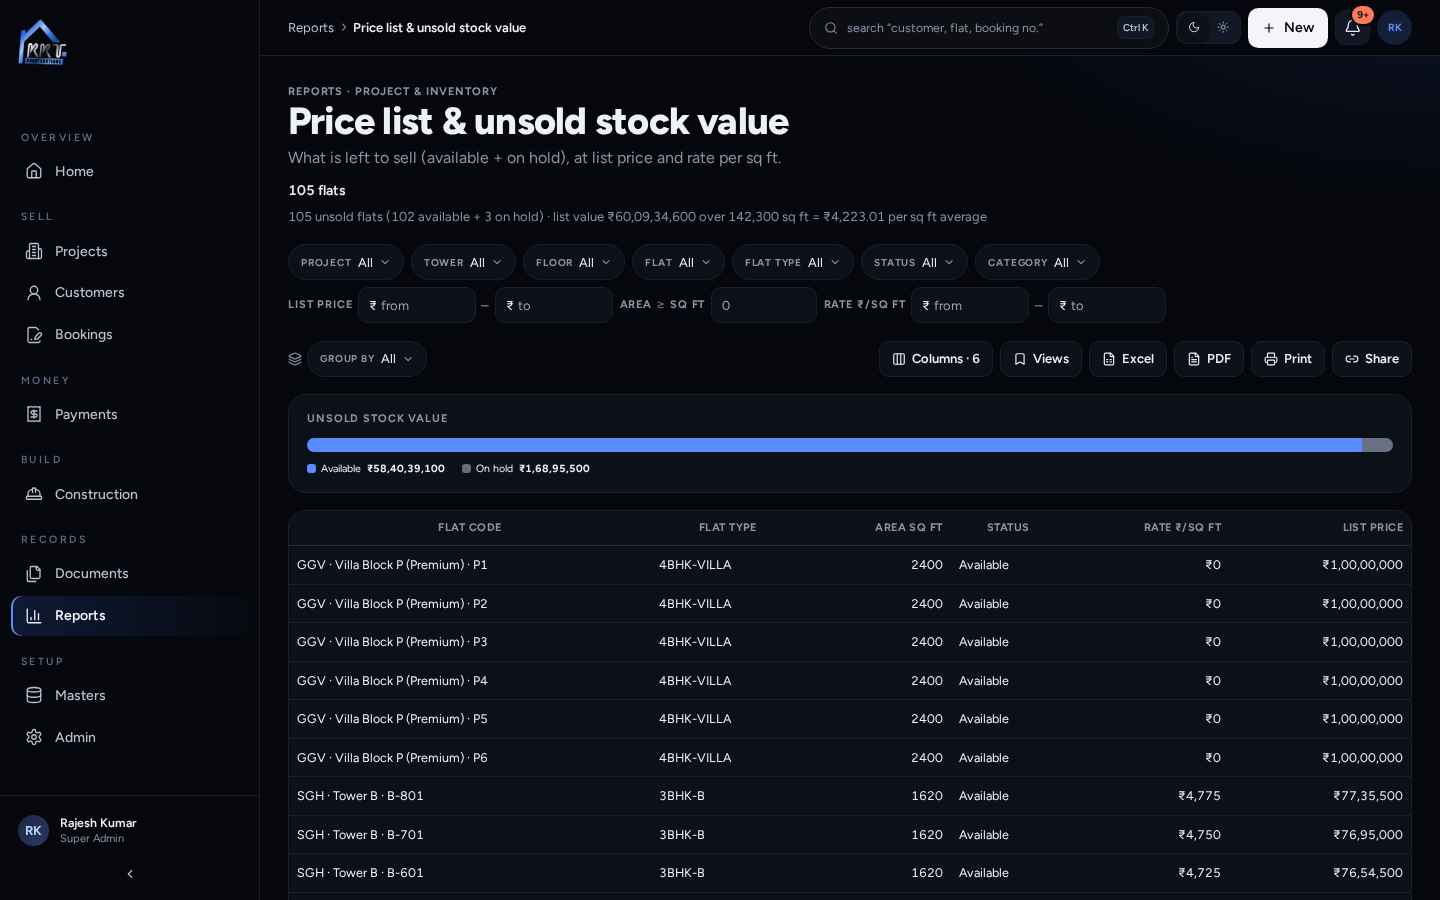 Reports > Price list & unsold stock value
search “customer, flat, booking no.”
Ctrl K
New
9+
RK
OVERVIEW
Home
SELL
Projects
Customers
Bookings
MONEY
Payments
BUILD
Construction
RECORDS
Documents
Reports
SETUP
Masters
Admin
RK
Rajesh Kumar
Super Admin
REPORTS · PROJECT & INVENTORY
Price list & unsold stock value
What is left to sell (available + on hold), at list price and rate per sq ft.
105 flats
105 unsold flats (102 available + 3 on hold) · list value ₹60,09,34,600 over 142,300 sq ft = ₹4,223.01 per sq ft average
PROJECT All TOWER All FLOOR All FLAT All FLAT TYPE All STATUS All CATEGORY All
LIST PRICE ₹ from – ₹ to AREA ≥ SQ FT 0 RATE ₹/SQ FT ₹ from – ₹ to
GROUP BY All Columns · 6 Views Excel PDF Print Share
UNSOLD STOCK VALUE
Available ₹58,40,39,100 On hold ₹1,68,95,500
FLAT CODE FLAT TYPE AREA SQ FT STATUS RATE ₹/SQ FT LIST PRICE
GGV · Villa Block P (Premium) · P1 4BHK-VILLA 2400 Available ₹0 ₹1,00,00,000
GGV · Villa Block P (Premium) · P2 4BHK-VILLA 2400 Available ₹0 ₹1,00,00,000
GGV · Villa Block P (Premium) · P3 4BHK-VILLA 2400 Available ₹0 ₹1,00,00,000
GGV · Villa Block P (Premium) · P4 4BHK-VILLA 2400 Available ₹0 ₹1,00,00,000
GGV · Villa Block P (Premium) · P5 4BHK-VILLA 2400 Available ₹0 ₹1,00,00,000
GGV · Villa Block P (Premium) · P6 4BHK-VILLA 2400 Available ₹0 ₹1,00,00,000
SGH · Tower B · B-801 3BHK-B 1620 Available ₹4,775 ₹77,35,500
SGH · Tower B · B-701 3BHK-B 1620 Available ₹4,750 ₹76,95,000
SGH · Tower B · B-601 3BHK-B 1620 Available ₹4,725 ₹76,54,500